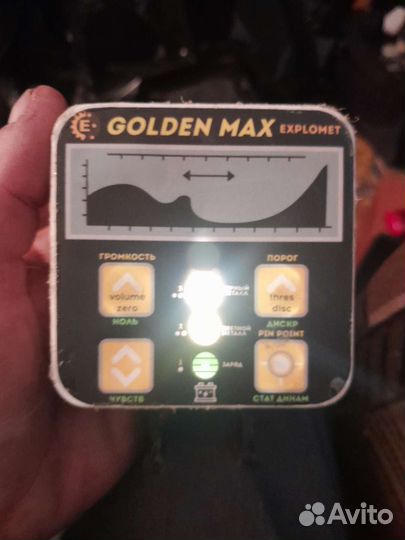 E GOLDEN MAX EXPLOMET
ГРОМКОСТЬ
ПОРОГ
volume
zero
thres
disc
НОЛЬ
ДИСКР
PIN POINT
ЗАРЯД
ЧУВСТВ
СТАТ ДИНАМ
Avito